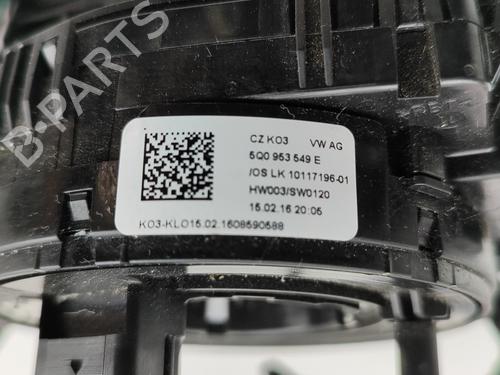 B-PARTS
CZ K03 VW AG
5Q0 953 549 E
/OS LK 10117196-01
HW003/SW0120
15.02.16 20:05
K03-KLO15.02.1608590588